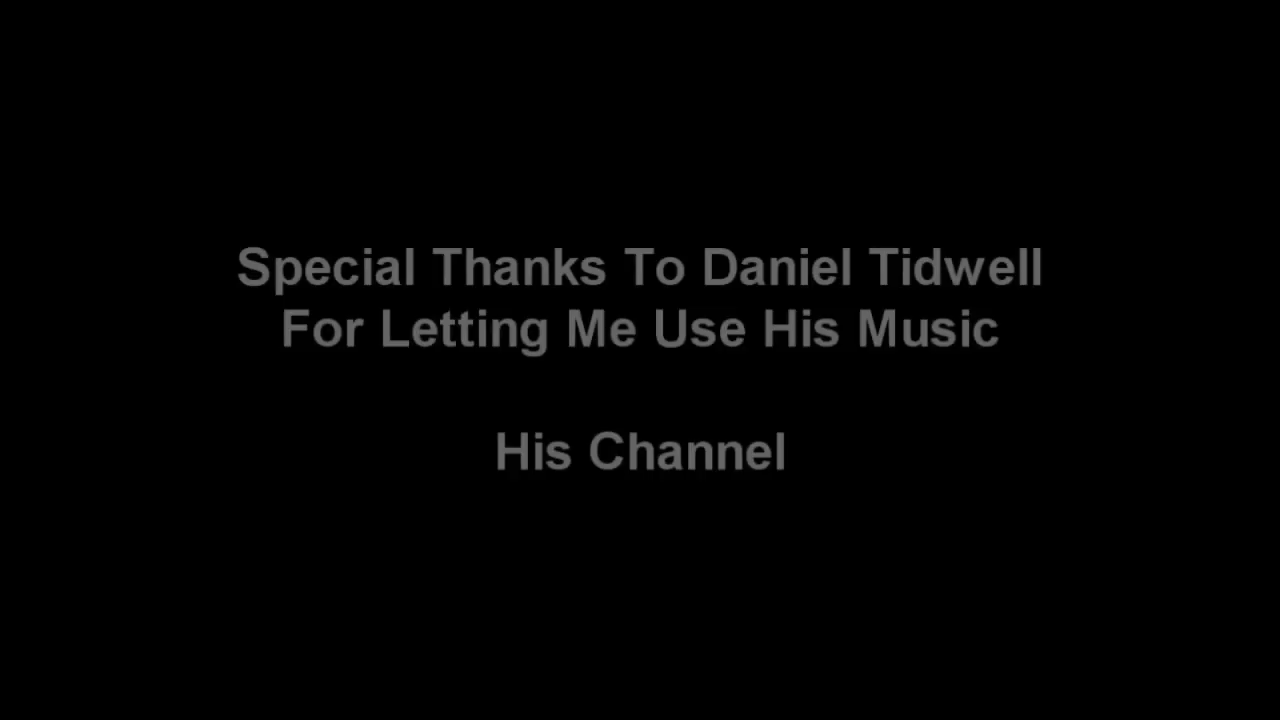 Special Thanks To Daniel Tidwell
For Letting Me Use His Music
His Channel